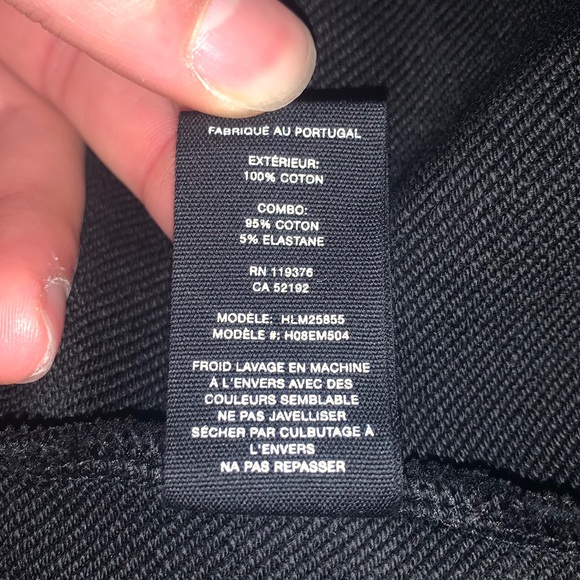 FABRIQUÉ AU PORTUGAL
EXTÉRIEUR:
100% COTON
COMBO:
95% COTON
5% ELASTANE
RN 119376
CA 52192
MODÈLE: HLM25855
MODÈLE #: H08EM504
FROID LAVAGE EN MACHINE
À L'ENVERS AVEC DES
COULEURS SEMBLABLE
NE PAS JAVELLISER
SÉCHER PAR CULBUTAGE À
L'ENVERS
NA PAS REPASSER